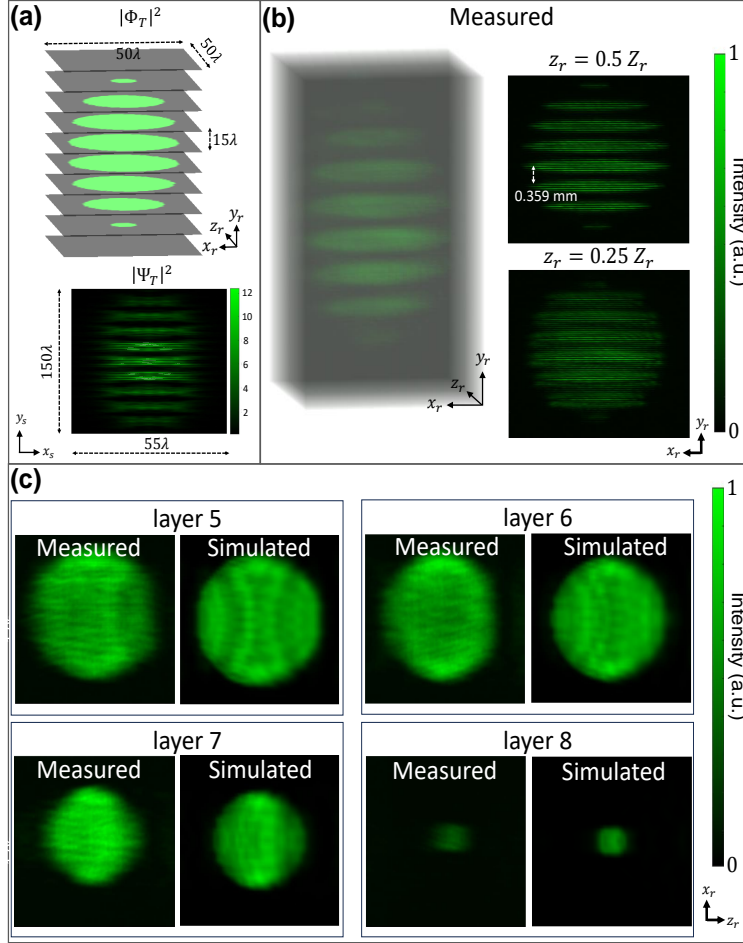 (a)
|Φ_T|²
50λ
50λ
15λ
y_r
z_r
x_r
|Ψ_T|²
150λ
12
10
8
6
4
2
y_s
x_s
55λ
(b)
Measured
z_r = 0.5 Z_r
0.359 mm
z_r = 0.25 Z_r
y_r
z_r
x_r
y_r
x_r
1
Intensity (a.u.)
0
(c)
layer 5
Measured Simulated
layer 6
Measured Simulated
layer 7
Measured Simulated
layer 8
Measured Simulated
1
Intensity (a.u.)
0
x_r
z_r